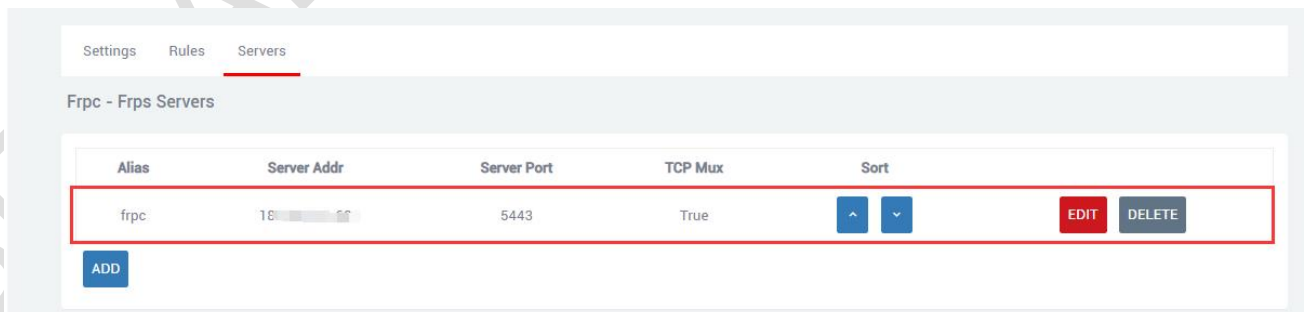 Settings Rules Servers
Frpc - Frps Servers
Alias Server Addr Server Port TCP Mux Sort
frpc 5443 True EDIT DELETE
ADD